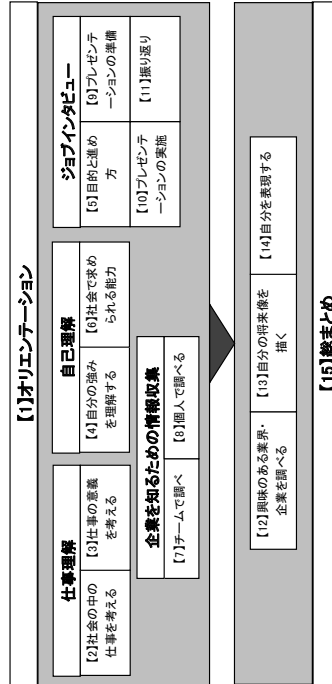 【1】オリエンテーション
仕事理解
【2】社会の中の
仕事を考える
【3】仕事の意義
を考える
自己理解
【4】自分の強み
を理解する
【6】社会で求め
られる能力
ジョブインタビュー
【5】目的と進め
方
【9】プレゼンテ
ーションの準備
【10】プレゼンテ
ーションの実施
【11】振り返り
企業を知るための情報収集
【7】チームで調べ
【8】個人で調べる
【12】興味のある業界・
企業を調べる
【13】自分の将来像を
描く
【14】自分を表現する
【15】総まとめ